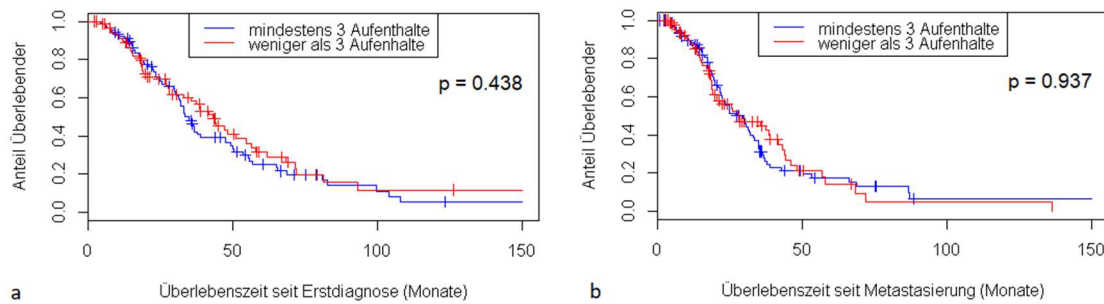 mindestens 3 Aufenthalte
weniger als 3 Aufenhalte
p = 0.438
Anteil Überlebender
0.0 0.2 0.4 0.6 0.8 1.0
0 50 100 150
a Überlebenszeit seit Erstdiagnose (Monate)
mindestens 3 Aufenthalte
weniger als 3 Aufenhalte
p = 0.937
Anteil Überlebender
0.0 0.2 0.4 0.6 0.8 1.0
0 50 100 150
b Überlebenszeit seit Metastasierung (Monate)